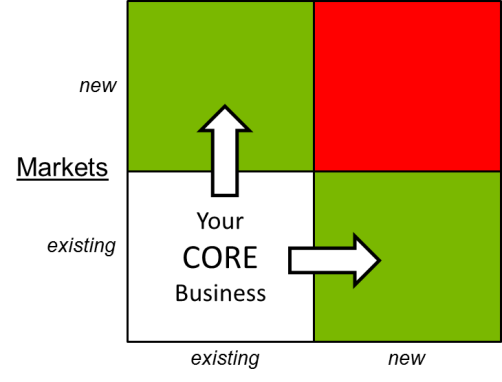 new
Markets
existing
Your
CORE
Business
existing
new